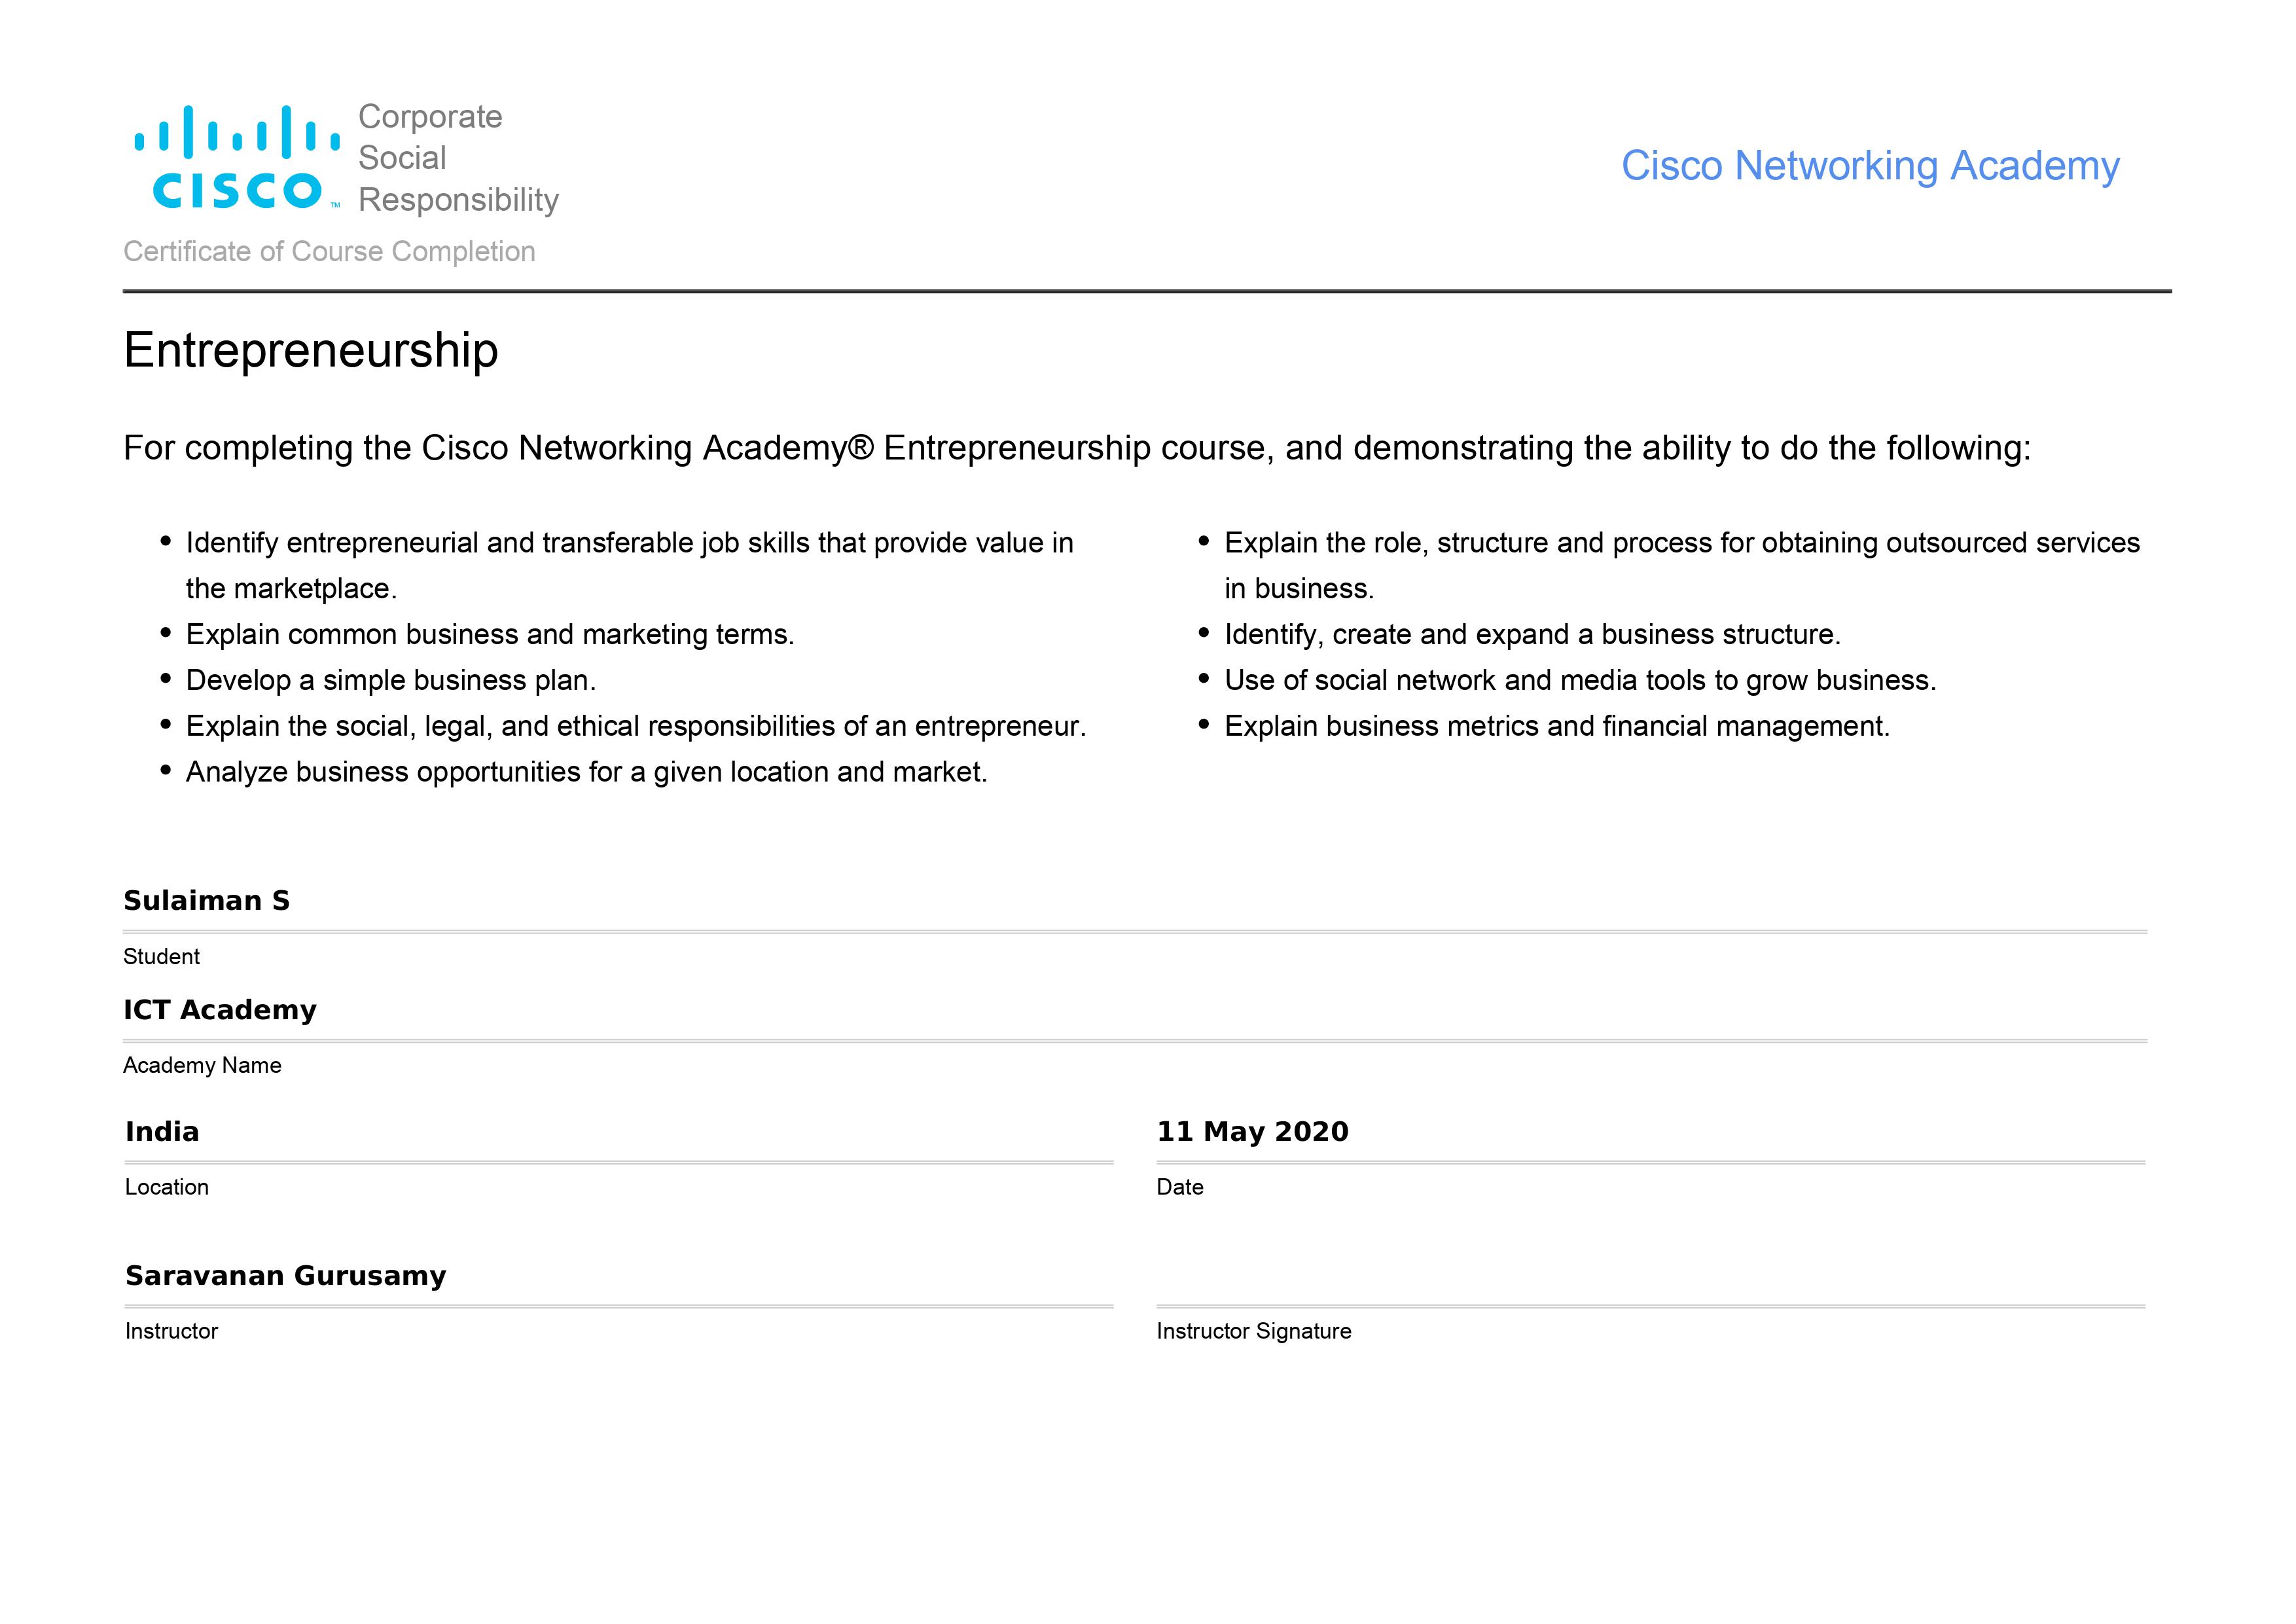 Corporate
Social
Responsibility
CISCO™
Cisco Networking Academy
Certificate of Course Completion
Entrepreneurship
For completing the Cisco Networking Academy® Entrepreneurship course, and demonstrating the ability to do the following:
• Identify entrepreneurial and transferable job skills that provide value in
the marketplace.
• Explain common business and marketing terms.
• Develop a simple business plan.
• Explain the social, legal, and ethical responsibilities of an entrepreneur.
• Analyze business opportunities for a given location and market.
• Explain the role, structure and process for obtaining outsourced services
in business.
• Identify, create and expand a business structure.
• Use of social network and media tools to grow business.
• Explain business metrics and financial management.
Sulaiman S
Student
ICT Academy
Academy Name
India
Location
11 May 2020
Date
Saravanan Gurusamy
Instructor
Instructor Signature